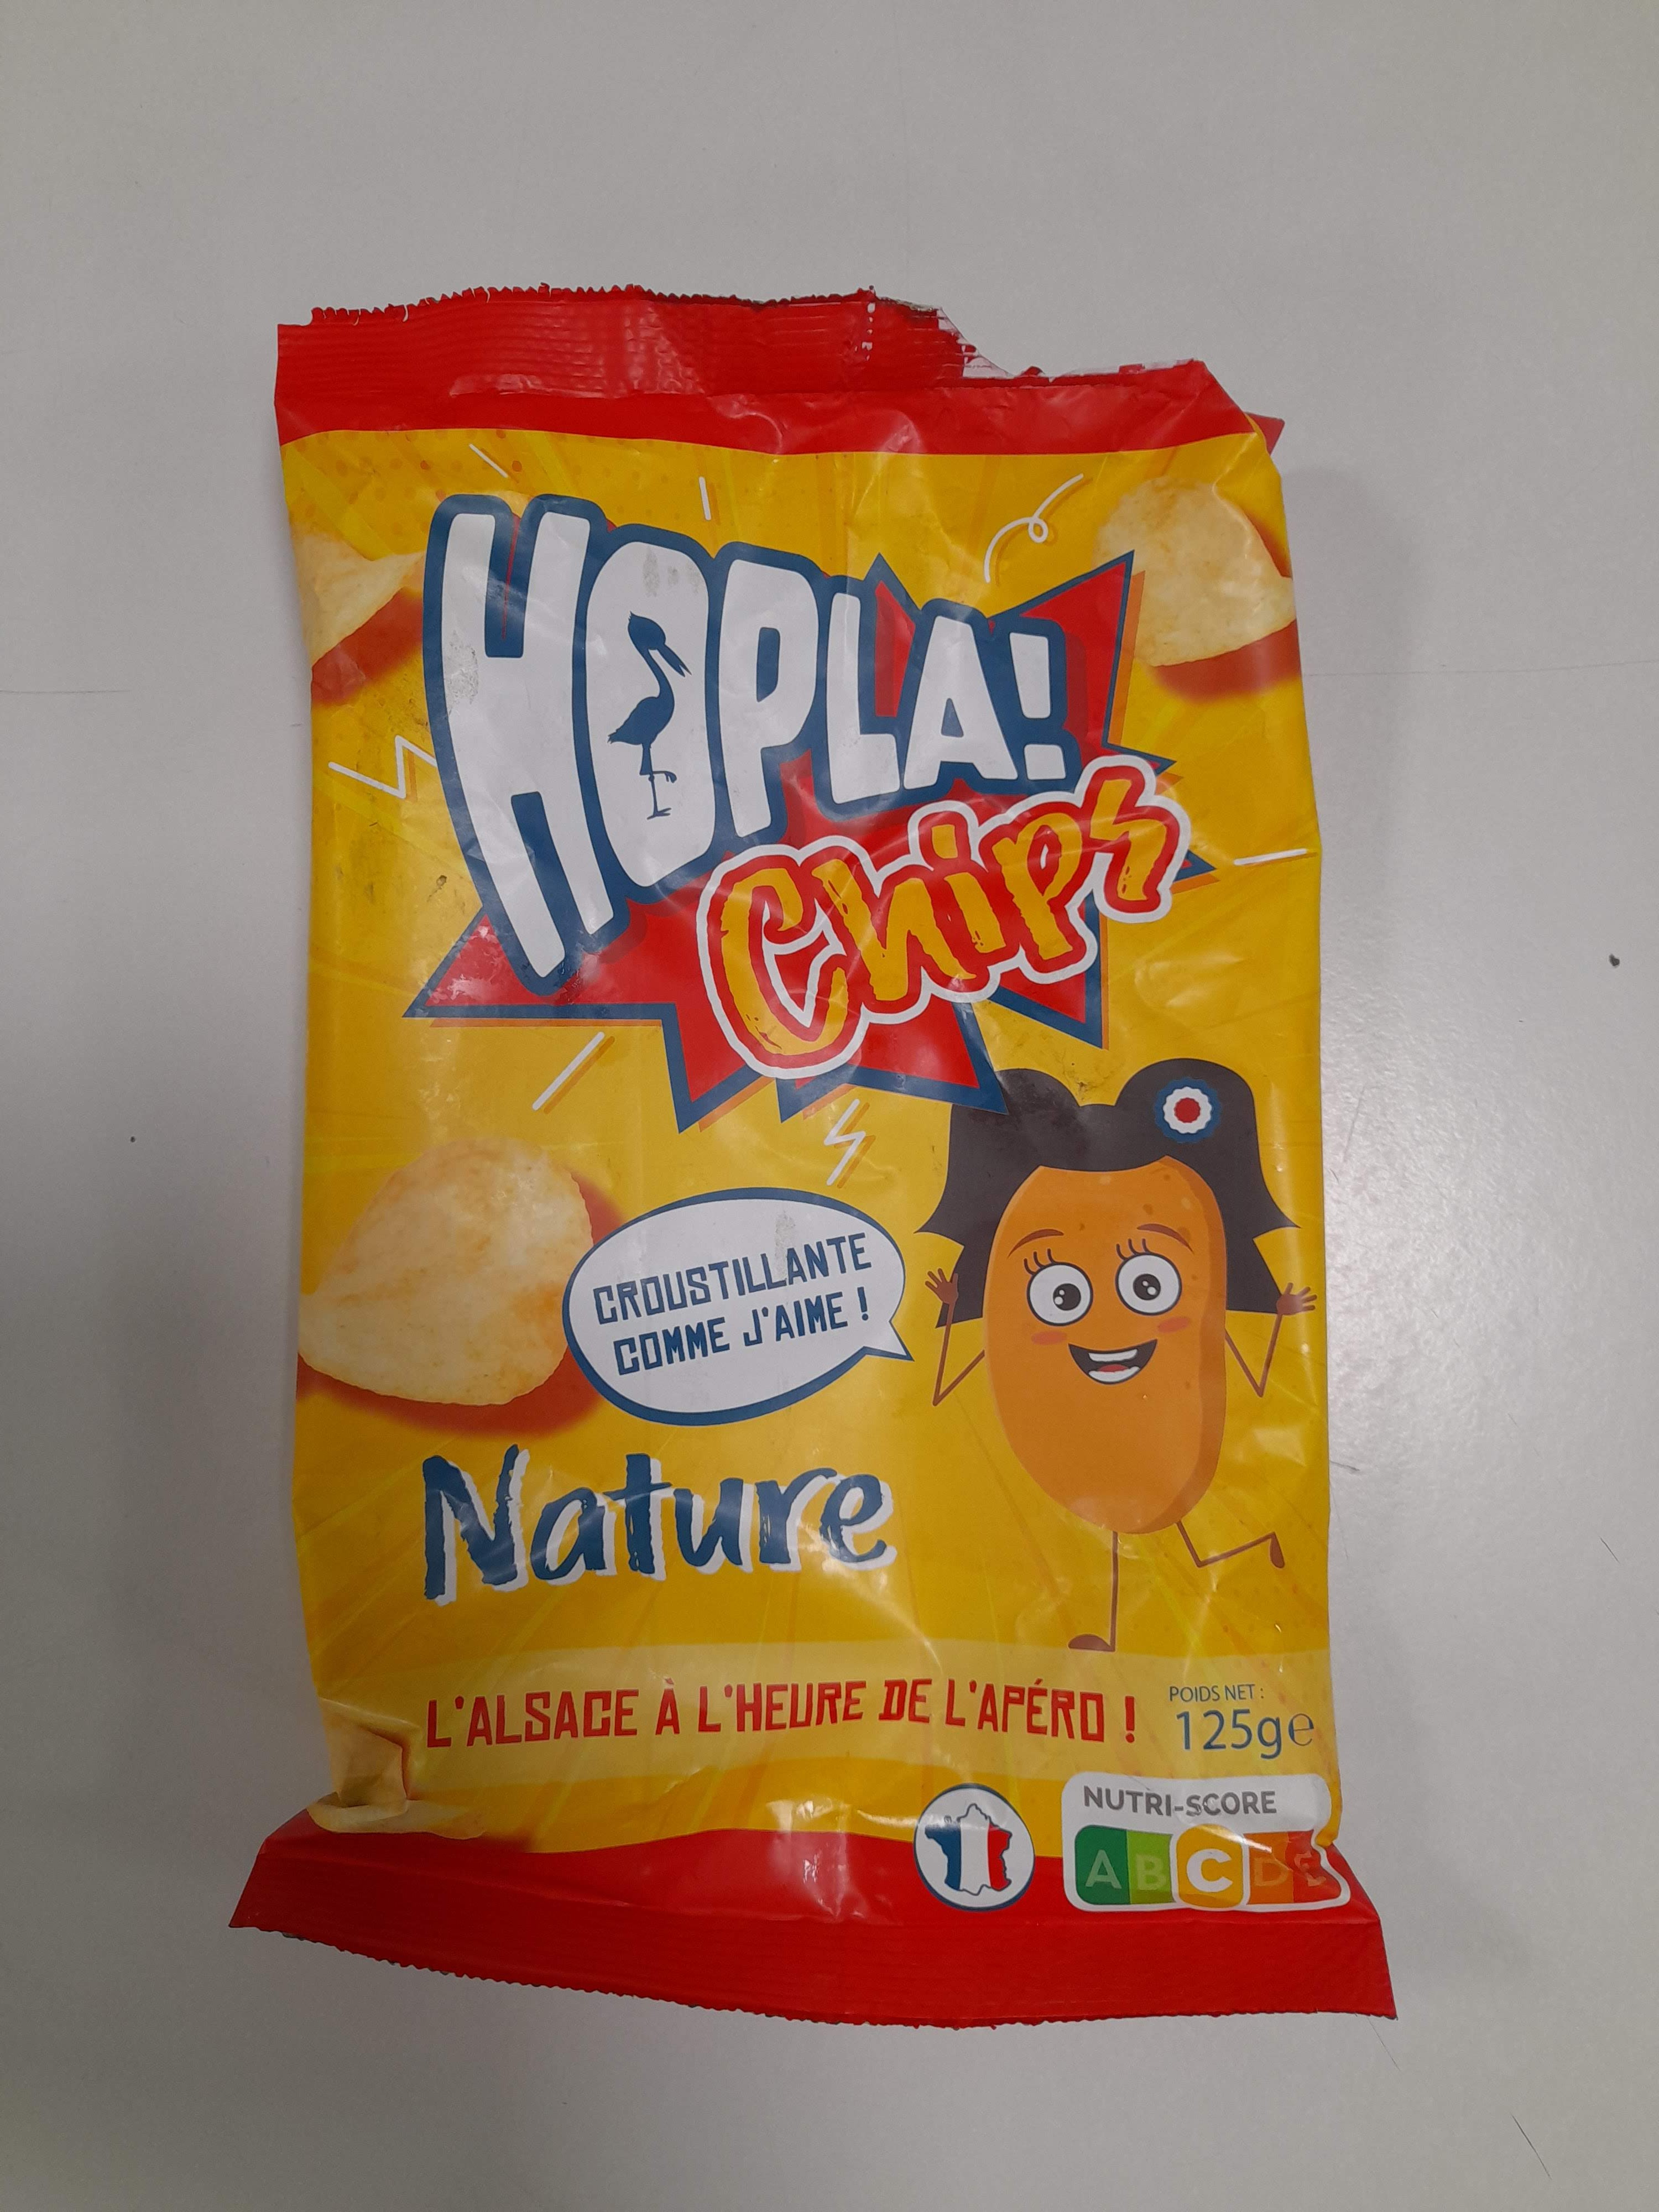 HOPLA!
Chips
CROUSTILLANTE
COMME J'AIME !
Nature
L'ALSACE À L'HEURE DE L'APÉRO !
POIDS NET :
125g℮
NUTRI-SCORE
A B C D E